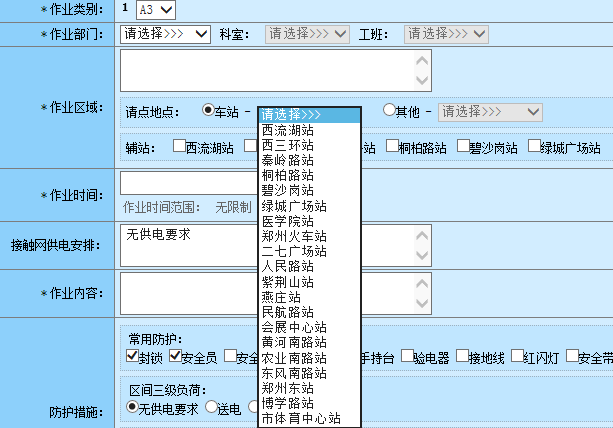 *作业类别： 1 A3
*作业部门： 请选择>>> 科室： 请选择>>> 工班： 请选择>>>
*作业区域： 请点地点： 车站 - 其他 - 请选择>>>
请选择>>>
西流湖站
西三环站
秦岭路站
桐柏路站
碧沙岗站
绿城广场站
医学院站
郑州火车站
二七广场站
人民路站
紫荆山站
燕庄站
民航路站
会展中心站
黄河南路站
农业南路站
东风南路站
郑州东站
博学路站
市体育中心站
辅站： 西流湖站 站 桐柏路站 碧沙岗站 绿城广场站
*作业时间：
作业时间范围： 无限制
接触网供电安排： 无供电要求
*作业内容：
常用防护：
封锁 安全员 安全 手持台 验电器 接地线 红闪灯 安全带
防护措施：
区间三级负荷：
无供电要求 送电